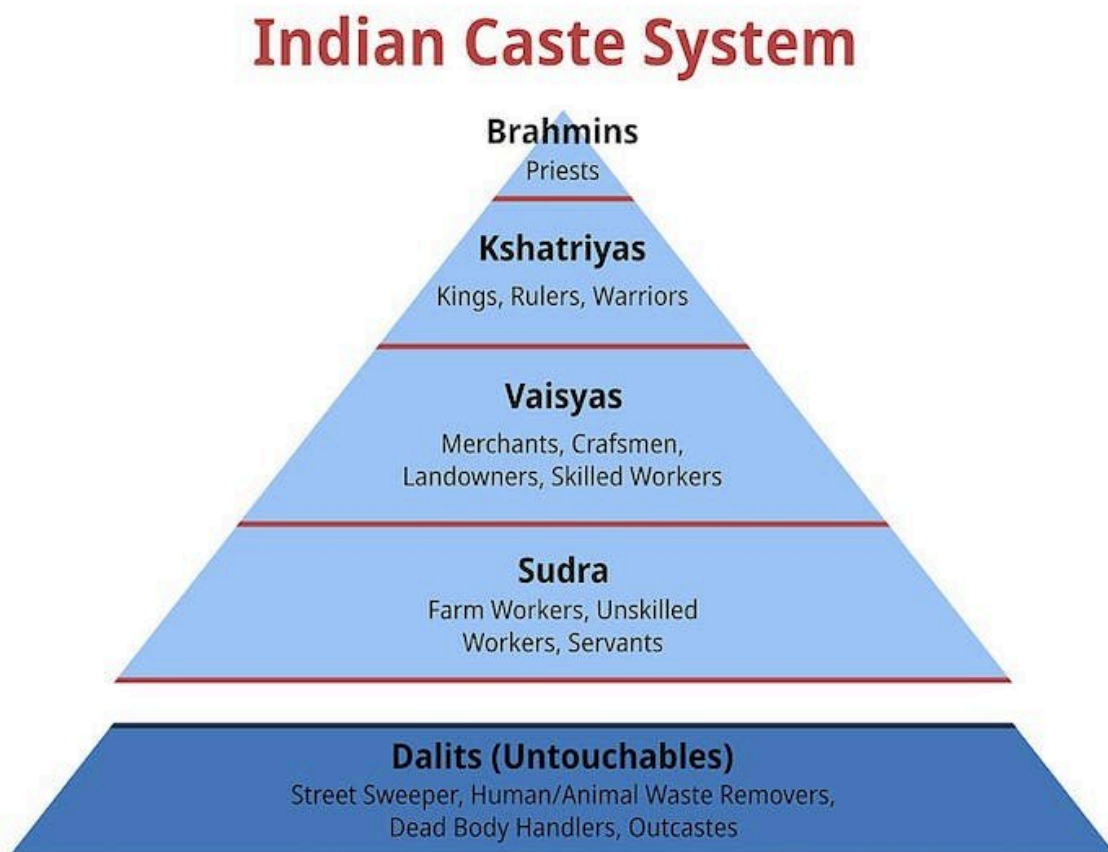 Indian Caste System
Brahmins
Priests
Kshatriyas
Kings, Rulers, Warriors
Vaisyas
Merchants, Crafsmen,
Landowners, Skilled Workers
Sudra
Farm Workers, Unskilled
Workers, Servants
Dalits (Untouchables)
Street Sweeper, Human/Animal Waste Removers,
Dead Body Handlers, Outcastes